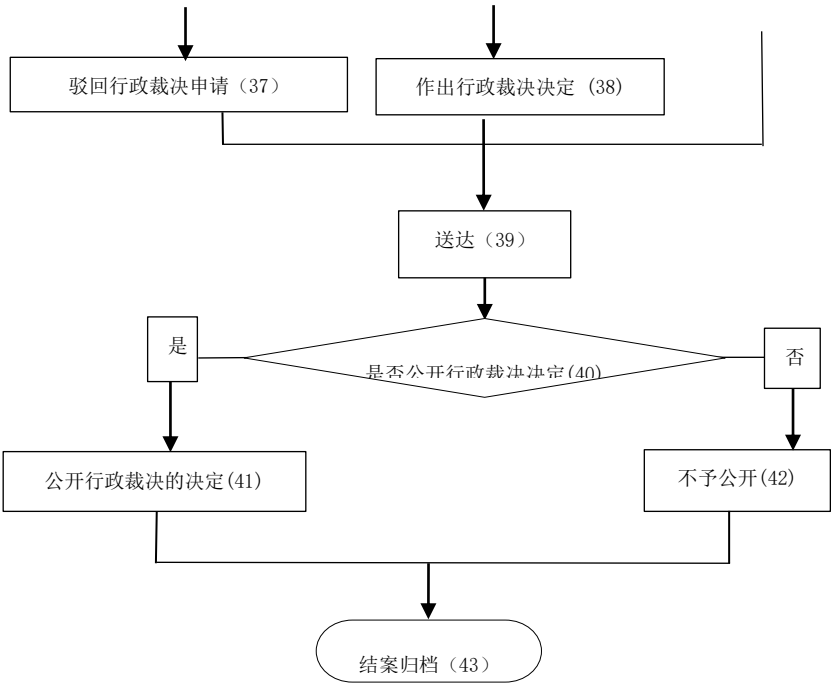 驳回行政裁决申请（37）
作出行政裁决决定 (38)
送达（39）
是
是否公开行政裁决决定(40)
否
公开行政裁决的决定(41)
不予公开(42)
结案归档（43）